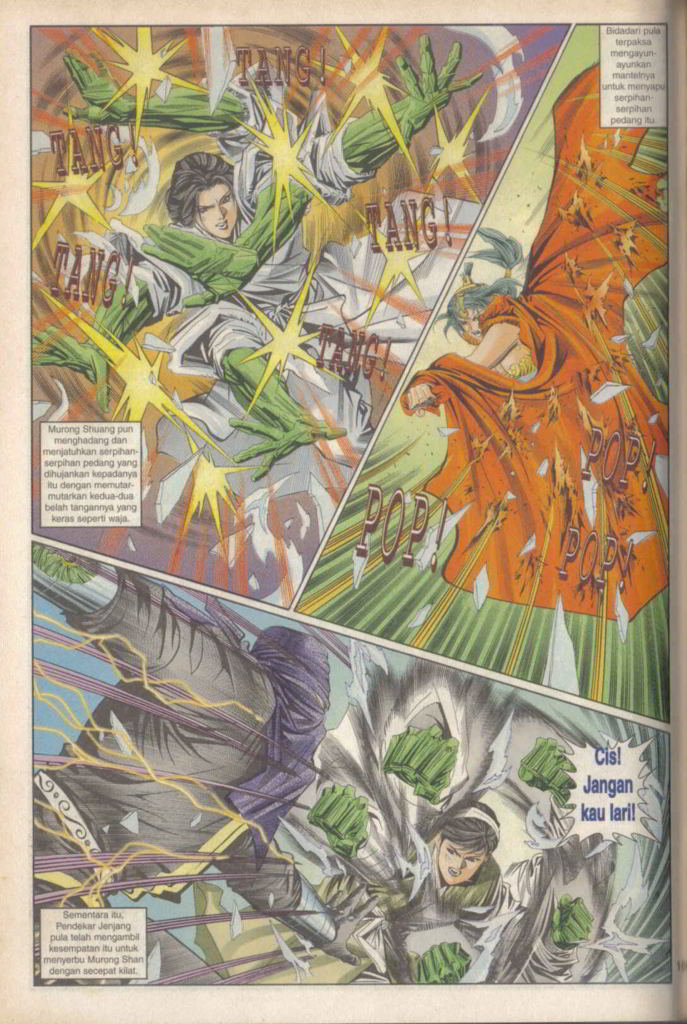 TANG!
TANG!
TANG!
TANG!
TANG!
TANG!
Murong Shuang pun
menghadang dan
menjatuhkan serpihan-
serpihan pedang yang
dihujankan kepadanya
itu dengan memutar-
mutarkan kedua-dua
belah tangannya yang
keras seperti waja.
Bidadari pula
terpaksa
mengayun-
ayunkan
mantelnya
untuk menyapu
serpihan-
serpihan
pedang itu.
POP!
POP!
POP!
Cis!
Jangan
kau lari!
Sementara itu,
Pendekar Jenjang
pula telah mengambil
kesempatan itu untuk
menyerbu Murong Shan
dengan secepat kilat.